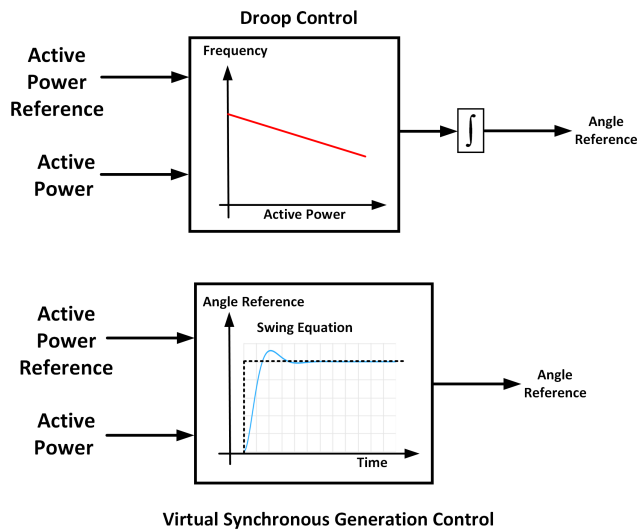 Droop Control
Active
Power
Reference
Frequency
Active
Power
Active Power
∫
Angle
Reference
Active
Power
Reference
Angle Reference
Swing Equation
Active
Power
Time
Angle
Reference
Virtual Synchronous Generation Control